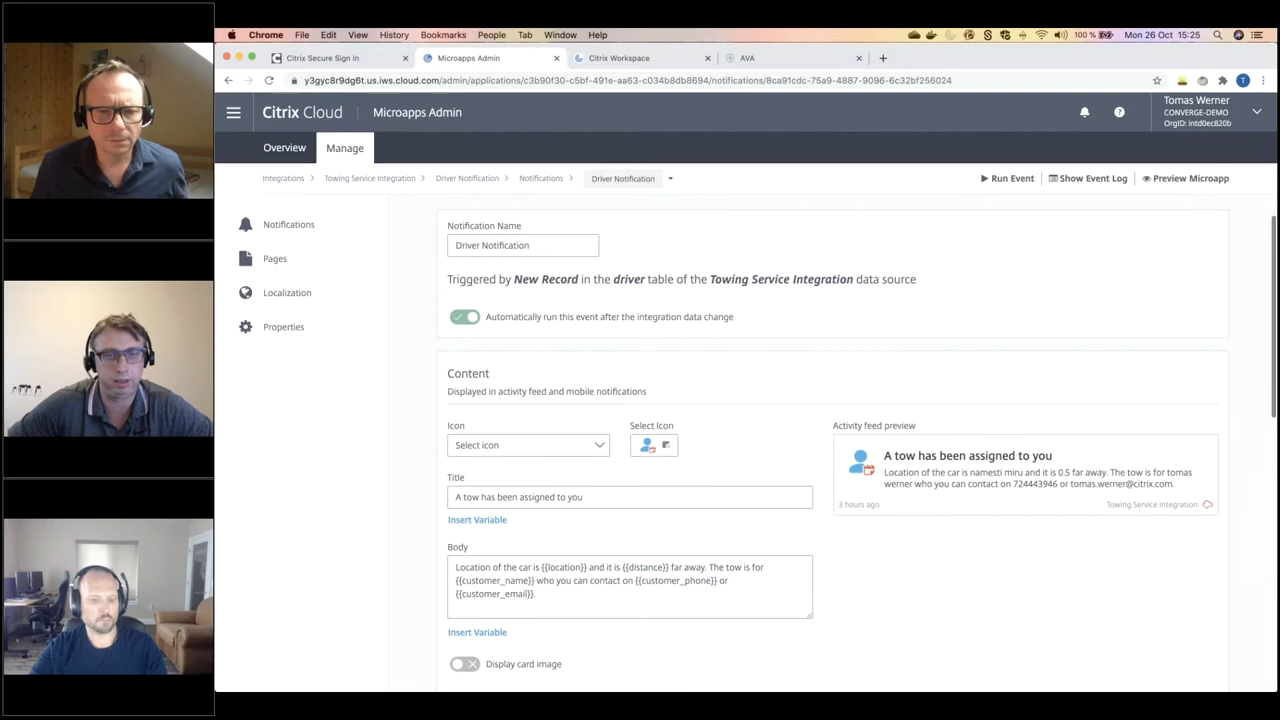 Chrome File Edit View History Bookmarks People Tab Window Help 100 % Mon 26 Oct 15:25
Citrix Secure Sign In Microapps Admin Citrix Workspace AVA
y3gyc8r9dg6t.us.iws.cloud.com/admin/applications/c3b90f30-c5bf-491e-aa63-c034b8db8694/notifications/8ca91cdc-75a9-4887-9096-6c32bf256024
T
Citrix Cloud Microapps Admin
Tomas Werner
CONVERGE-DEMO
OrgID: intd0ec820b
Overview Manage
Integrations Towing Service Integration Driver Notification Notifications Driver Notification Run Event Show Event Log Preview Microapp
Notifications
Pages
Localization
Properties
Notification Name
Driver Notification
Triggered by New Record in the driver table of the Towing Service Integration data source
Automatically run this event after the integration data change
Content
Displayed in activity feed and mobile notifications
Icon
Select icon
Select Icon
Title
A tow has been assigned to you
Insert Variable
Body
Location of the car is {{location}} and it is {{distance}} far away. The tow is for
{{customer_name}} who you can contact on {{customer_phone}} or
{{customer_email}}.
Insert Variable
Display card image
Activity feed preview
A tow has been assigned to you
Location of the car is namesti miru and it is 0.5 far away. The tow is for tomas
werner who you can contact on 724443946 or tomas.werner@citrix.com.
3 hours ago Towing Service Integration